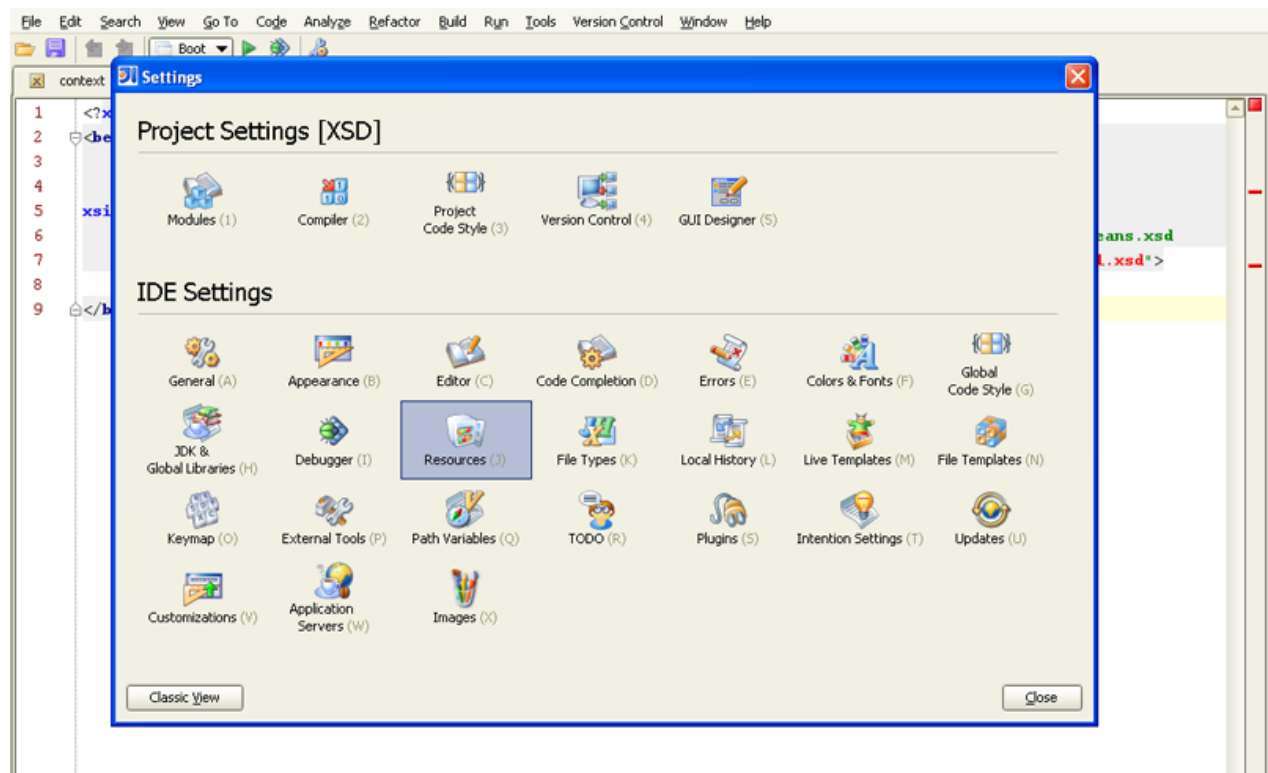 File Edit Search View Go To Code Analyze Refactor Build Run Tools Version Control Window Help
Boot
context
Settings
1 <?x
2 <be
3
4
5 xsi
6 eans.xsd
7 l.xsd">
8
9 </b
Project Settings [XSD]
Modules (1)
Compiler (2)
Project
Code Style (3)
Version Control (4)
GUI Designer (5)
IDE Settings
General (A)
Appearance (B)
Editor (C)
Code Completion (D)
Errors (E)
Colors & Fonts (F)
Global
Code Style (G)
JDK &
Global Libraries (H)
Debugger (I)
Resources (J)
File Types (K)
Local History (L)
Live Templates (M)
File Templates (N)
Keymap (O)
External Tools (P)
Path Variables (Q)
TODO (R)
Plugins (S)
Intention Settings (T)
Updates (U)
Customizations (V)
Application
Servers (W)
Images (X)
Classic View
Close